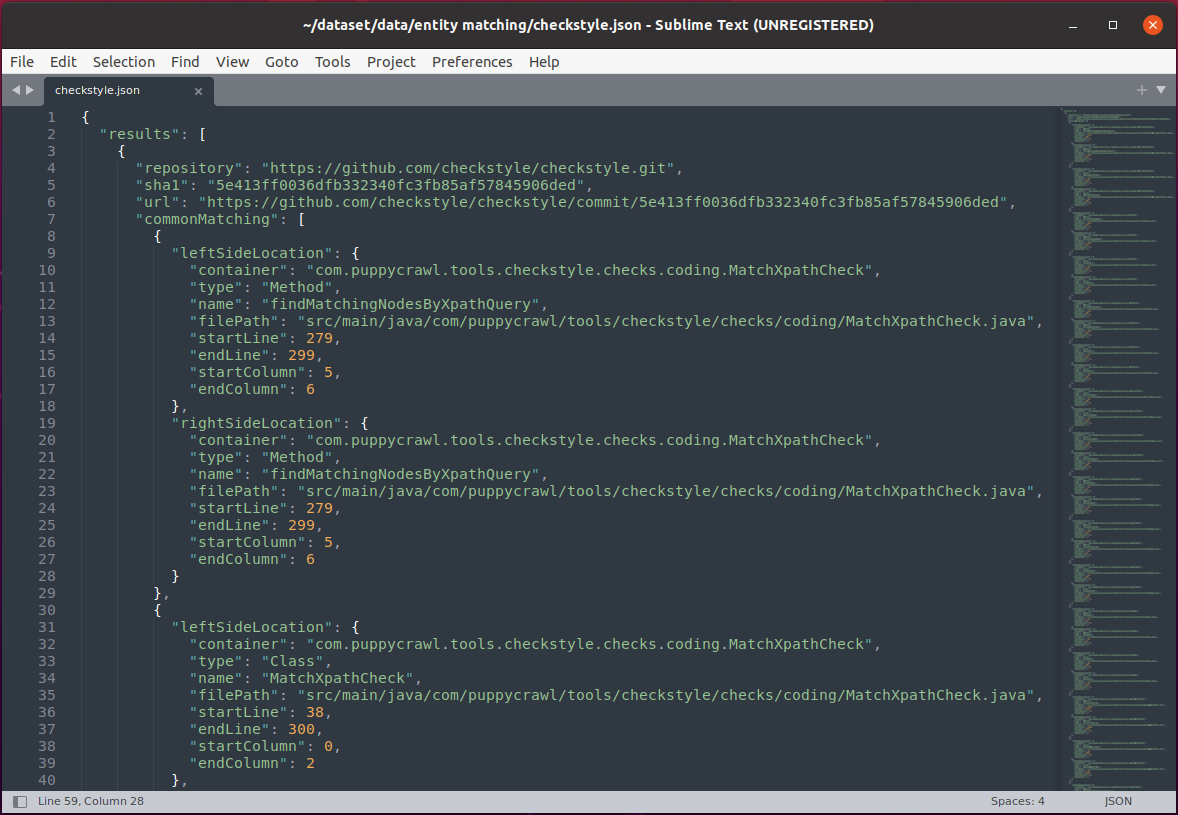 ~/dataset/data/entity matching/checkstyle.json - Sublime Text (UNREGISTERED)
File Edit Selection Find View Goto Tools Project Preferences Help
checkstyle.json
1 {
2 "results": [
3 {
4 "repository": "https://github.com/checkstyle/checkstyle.git",
5 "sha1": "5e413ff0036dfb332340fc3fb85af57845906ded",
6 "url": "https://github.com/checkstyle/checkstyle/commit/5e413ff0036dfb332340fc3fb85af57845906ded",
7 "commonMatching": [
8 {
9 "leftSideLocation": {
10 "container": "com.puppycrawl.tools.checkstyle.checks.coding.MatchXpathCheck",
11 "type": "Method",
12 "name": "findMatchingNodesByXpathQuery",
13 "filePath": "src/main/java/com/puppycrawl/tools/checkstyle/checks/coding/MatchXpathCheck.java",
14 "startLine": 279,
15 "endLine": 299,
16 "startColumn": 5,
17 "endColumn": 6
18 },
19 "rightSideLocation": {
20 "container": "com.puppycrawl.tools.checkstyle.checks.coding.MatchXpathCheck",
21 "type": "Method",
22 "name": "findMatchingNodesByXpathQuery",
23 "filePath": "src/main/java/com/puppycrawl/tools/checkstyle/checks/coding/MatchXpathCheck.java",
24 "startLine": 279,
25 "endLine": 299,
26 "startColumn": 5,
27 "endColumn": 6
28 }
29 },
30 {
31 "leftSideLocation": {
32 "container": "com.puppycrawl.tools.checkstyle.checks.coding.MatchXpathCheck",
33 "type": "Class",
34 "name": "MatchXpathCheck",
35 "filePath": "src/main/java/com/puppycrawl/tools/checkstyle/checks/coding/MatchXpathCheck.java",
36 "startLine": 38,
37 "endLine": 300,
38 "startColumn": 0,
39 "endColumn": 2
40 },
Line 59, Column 28 Spaces: 4 JSON